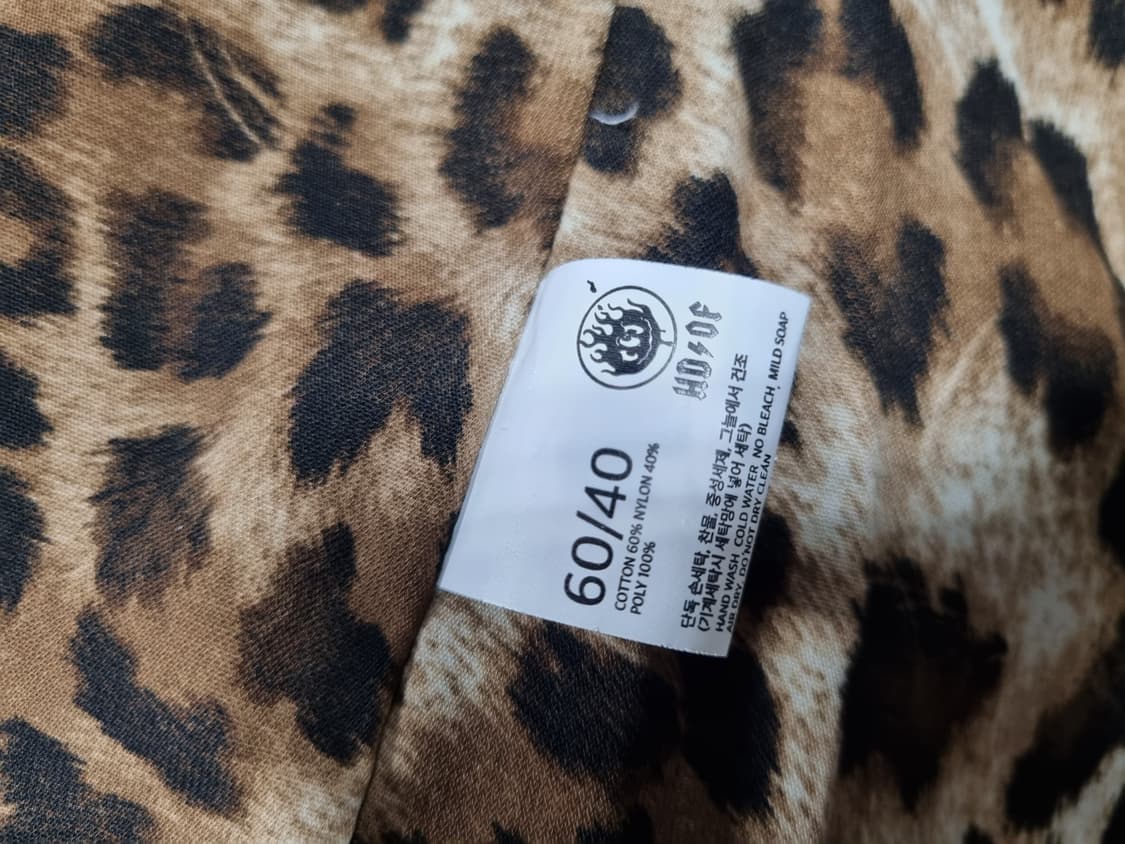 60/40
COTTON 60% NYLON 40%
POLY 100%
단독 손세탁, 찬물, 중성세제, 그늘에서 건조
(기계세탁시 세탁망에 넣어 세탁)
HAND WASH COLD WATER NO BLEACH, MILD SOAP
AIR DRY, DO NOT DRY CLEAN